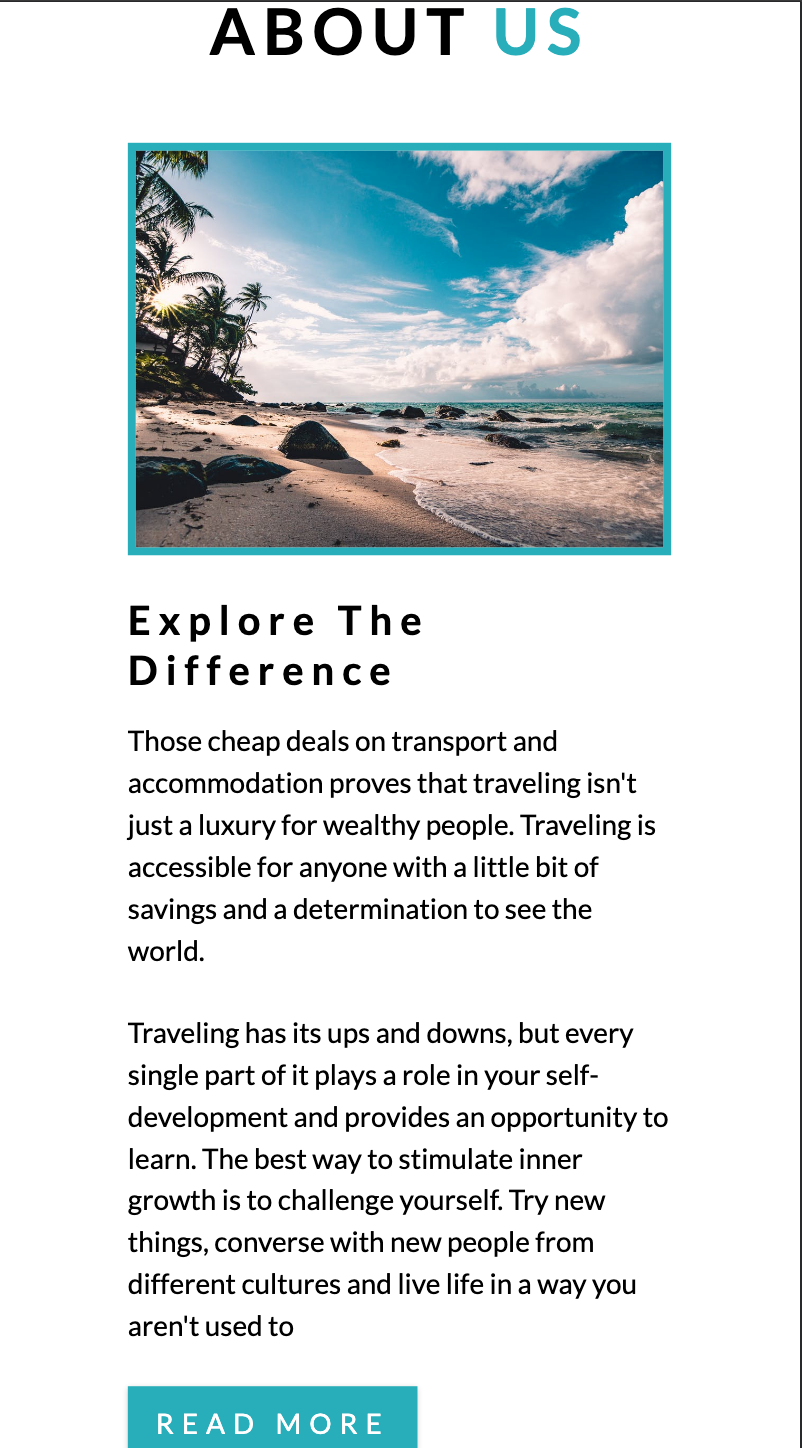 ABOUT US
Explore The
Difference
Those cheap deals on transport and
accommodation proves that traveling isn't
just a luxury for wealthy people. Traveling is
accessible for anyone with a little bit of
savings and a determination to see the
world.
Traveling has its ups and downs, but every
single part of it plays a role in your self-
development and provides an opportunity to
learn. The best way to stimulate inner
growth is to challenge yourself. Try new
things, converse with new people from
different cultures and live life in a way you
aren't used to
READ MORE